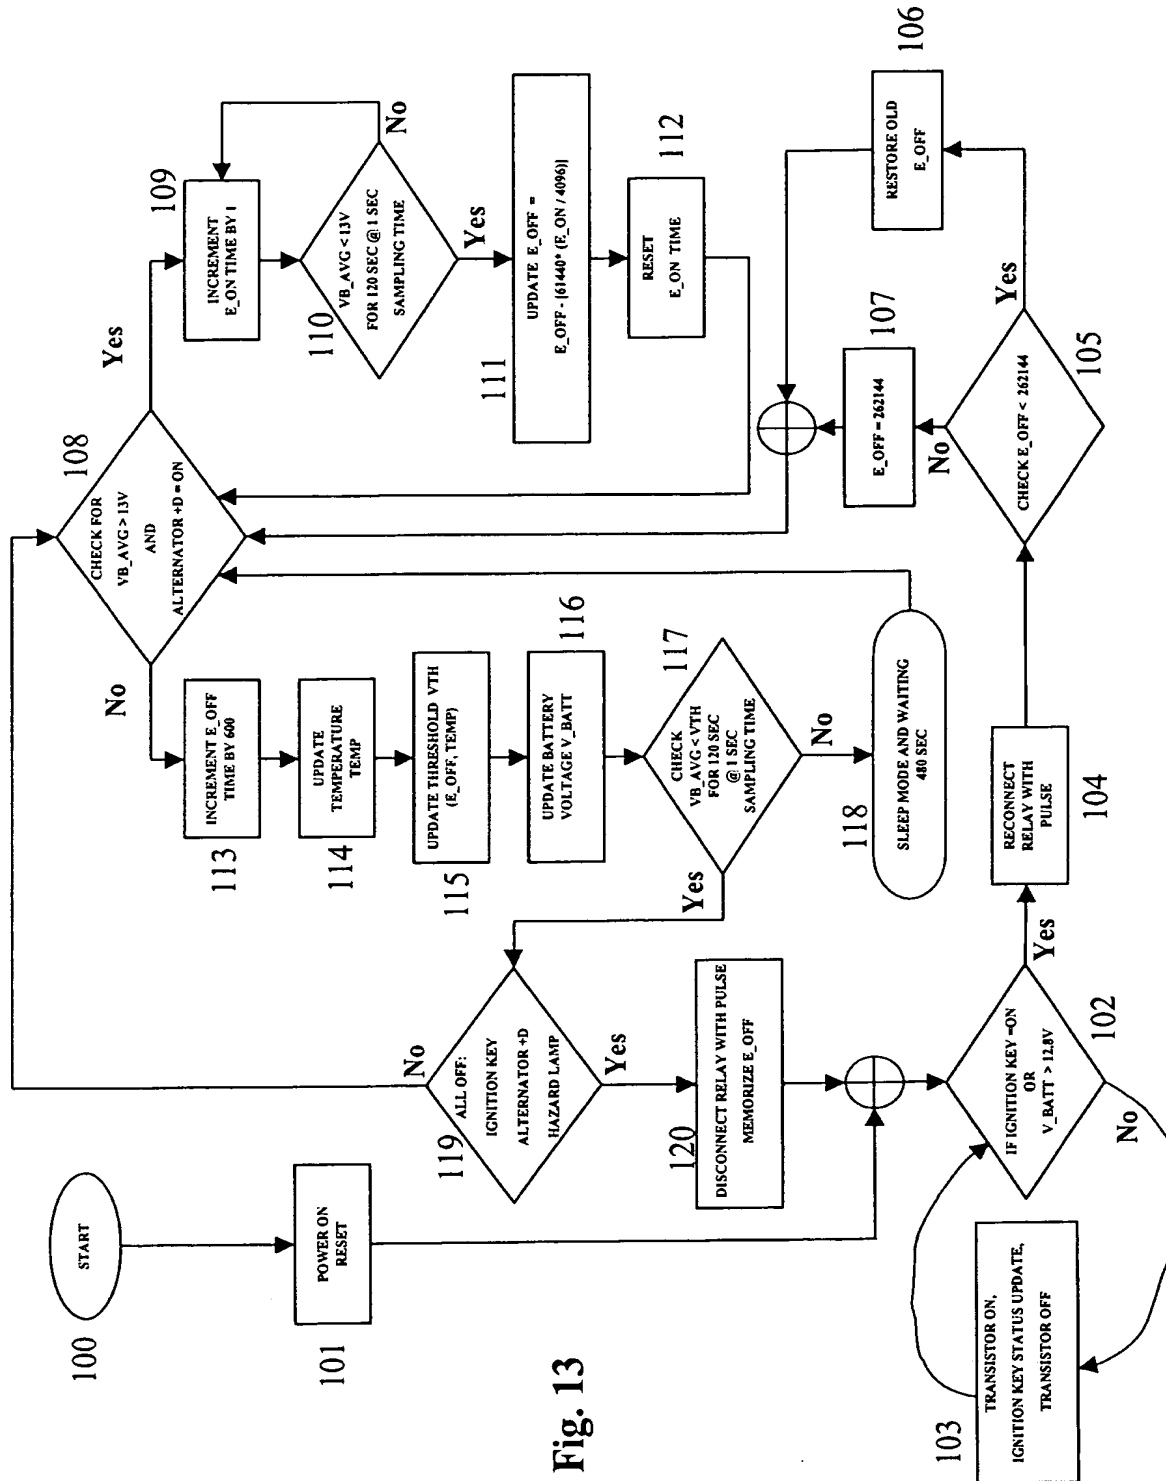 START
100
POWER ON
RESET
101
TRANSISTOR ON,
IGNITION KEY STATUS UPDATE,
TRANSISTOR OFF
103
IF IGNITION KEY =ON
OR
V_BATT > 12.8V
102
No
Yes
RECONNECT
RELAY WITH
PULSE
104
CHECK E_OFF < 262144
105
No
Yes
E_OFF = 262144
107
RESTORE OLD
E_OFF
106
CHECK FOR
VB_AVG > 13V
AND
ALTERNATOR +D = ON
108
No
Yes
INCREMENT
E_ON TIME BY 1
109
VB_AVG < 13V
FOR 120 SEC @ 1 SEC
SAMPLING TIME
110
No
Yes
UPDATE E_OFF =
E_OFF - [61440* (E_ON / 4096)]
111
RESET
E_ON TIME
112
INCREMENT E_OFF
TIME BY 600
113
UPDATE
TEMPERATURE
TEMP
114
UPDATE THRESHOLD VTH
(E_OFF, TEMP)
115
UPDATE BATTERY
VOLTAGE V_BATT
116
CHECK
VB_AVG < VTH
FOR 120 SEC
@ 1 SEC
SAMPLING TIME
117
Yes
No
SLEEP MODE AND WAITING
480 SEC
118
ALL OFF:
IGNITION KEY
ALTERNATOR +D
HAZARD LAMP
119
No
Yes
DISCONNECT RELAY WITH PULSE
MEMORIZE E_OFF
120
Fig. 13